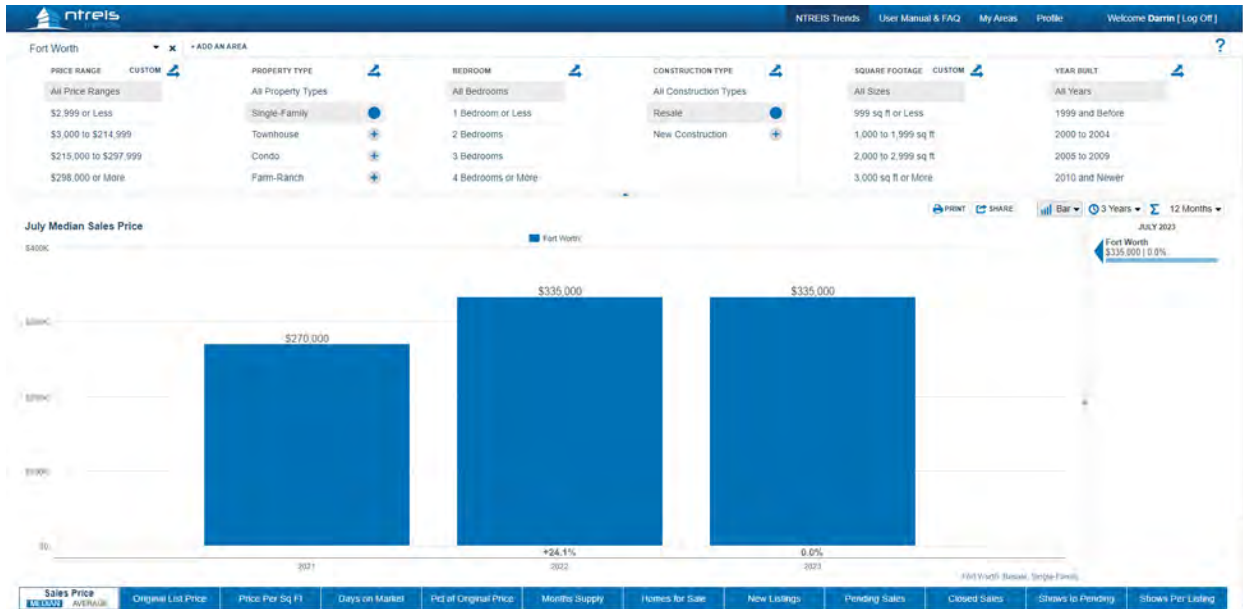 ntreis
trends
NTREIS Trends User Manual & FAQ My Areas Profile Welcome Darrin [ Log Off ]
Fort Worth x + ADD AN AREA ?
PRICE RANGE CUSTOM PROPERTY TYPE BEDROOM CONSTRUCTION TYPE SQUARE FOOTAGE CUSTOM YEAR BUILT
All Price Ranges All Property Types All Bedrooms All Construction Types All Sizes All Years
$2,999 or Less Single-Family 1 Bedroom or Less Resale 999 sq ft or Less 1999 and Before
$3,000 to $214,999 Townhouse + 2 Bedrooms New Construction + 1,000 to 1,999 sq ft 2000 to 2004
$215,000 to $297,999 Condo + 3 Bedrooms 2,000 to 2,999 sq ft 2005 to 2009
$298,000 or More Farm-Ranch + 4 Bedrooms or More 3,000 sq ft or More 2010 and Newer
PRINT SHARE Bar 3 Years Σ 12 Months
July Median Sales Price
JULY 2023
Fort Worth
Fort Worth
$335,000 | 0.0%
$400K
$335,000 $335,000
$300K
$270,000
$200K
$100K
$0
+24.1% 0.0%
2021 2022 2023
Fort Worth: Resale, Single-Family
Sales Price
MEDIAN AVERAGE
Original List Price Price Per Sq Ft Days on Market Pct of Original Price Months Supply Homes for Sale New Listings Pending Sales Closed Sales Shows to Pending Shows Per Listing